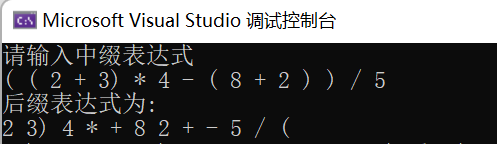 Microsoft Visual Studio 调试控制台
请输入中缀表达式
( ( 2 + 3) * 4 - ( 8 + 2 ) ) / 5
后缀表达式为:
2 3) 4 * + 8 2 + - 5 / (